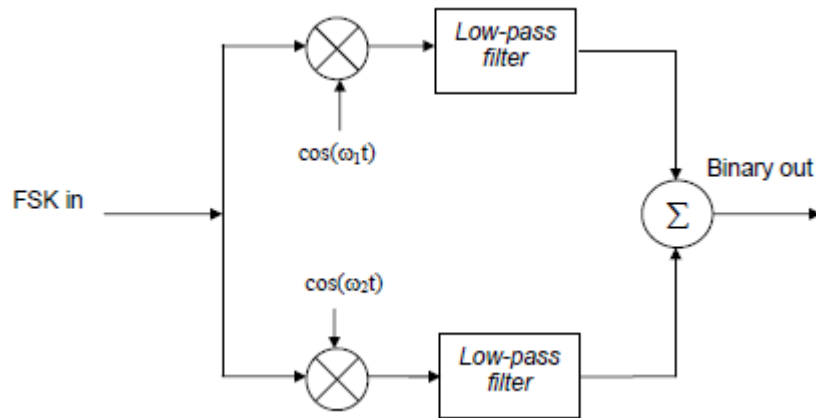 Low-pass
filter
cos(ω₁t)
Binary out
FSK in
Σ
cos(ω₂t)
Low-pass
filter